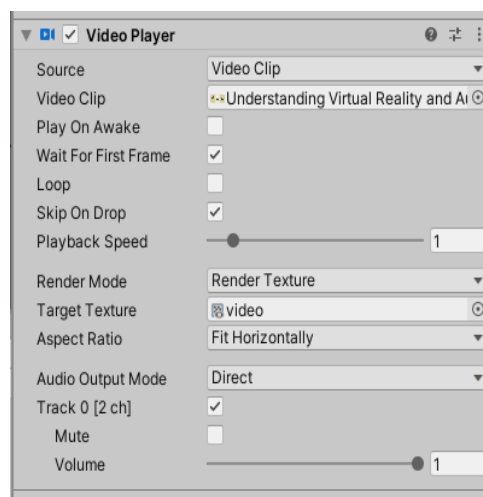 Video Player
Source Video Clip
Video Clip Understanding Virtual Reality and Au
Play On Awake
Wait For First Frame
Loop
Skip On Drop
Playback Speed 1
Render Mode Render Texture
Target Texture video
Aspect Ratio Fit Horizontally
Audio Output Mode Direct
Track 0 [2 ch]
Mute
Volume 1